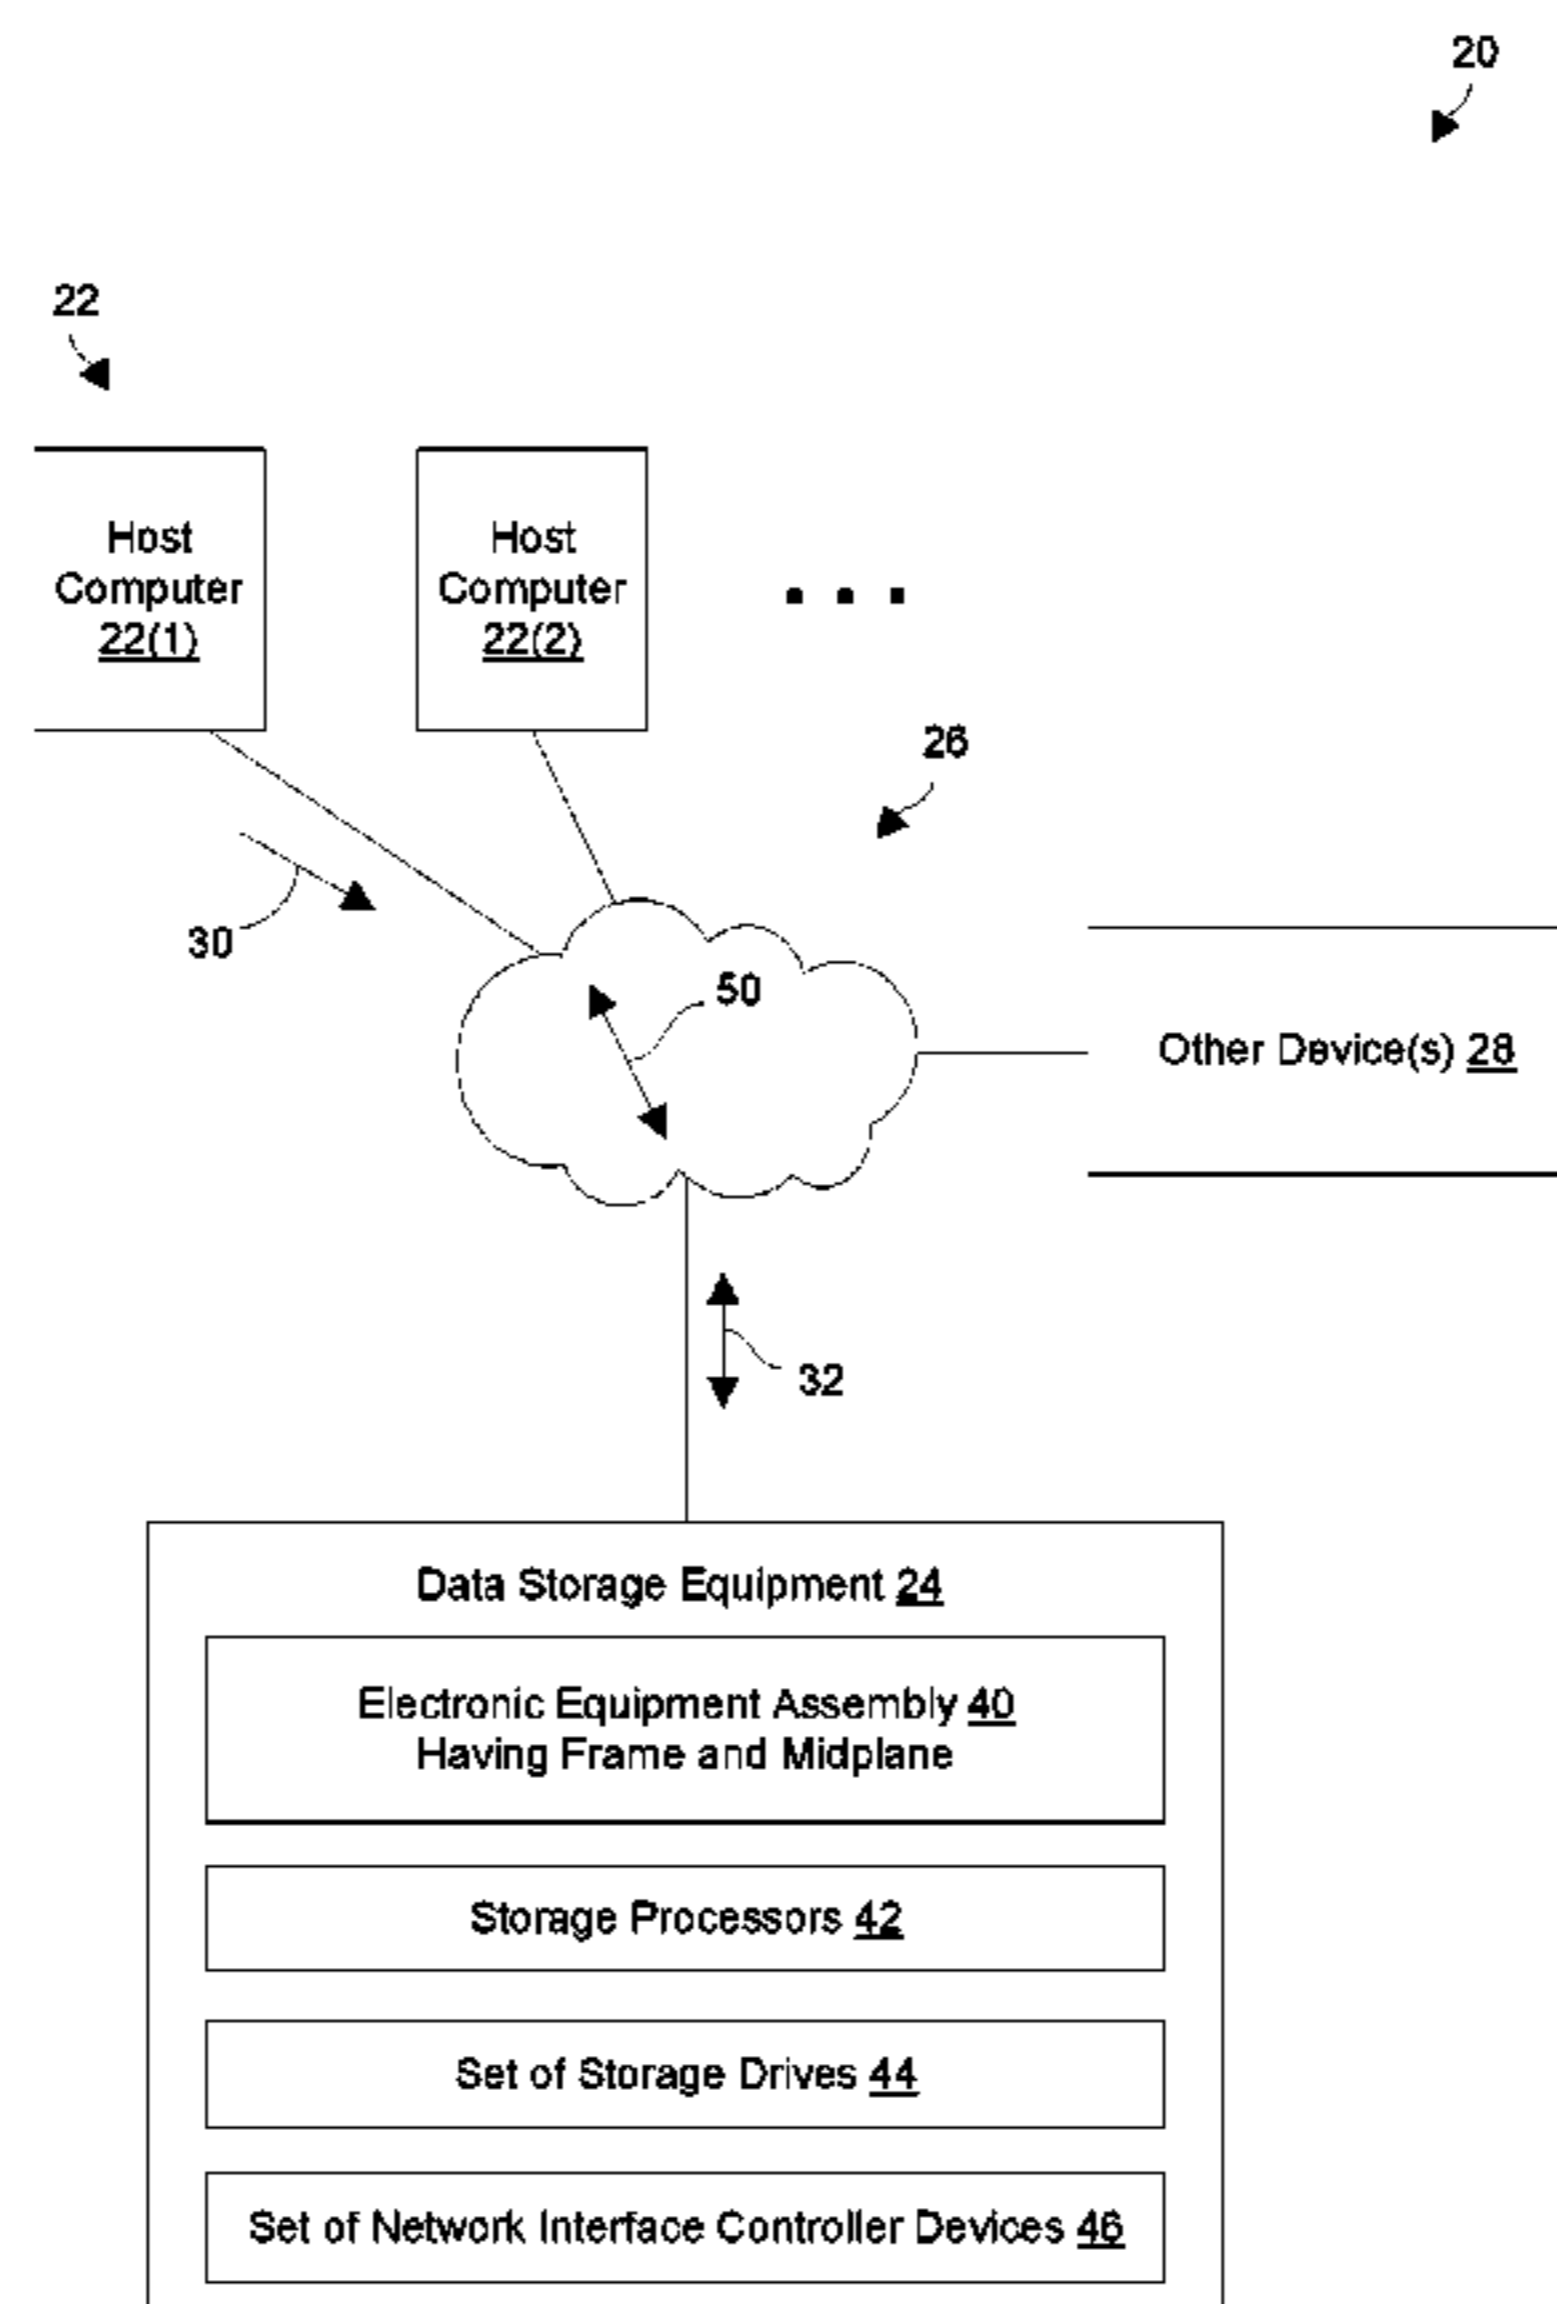 20
22
Host
Computer
22(1)
Host
Computer
22(2)
. . .
26
30
50
Other Device(s) 28
32
Data Storage Equipment 24
Electronic Equipment Assembly 40
Having Frame and Midplane
Storage Processors 42
Set of Storage Drives 44
Set of Network Interface Controller Devices 46